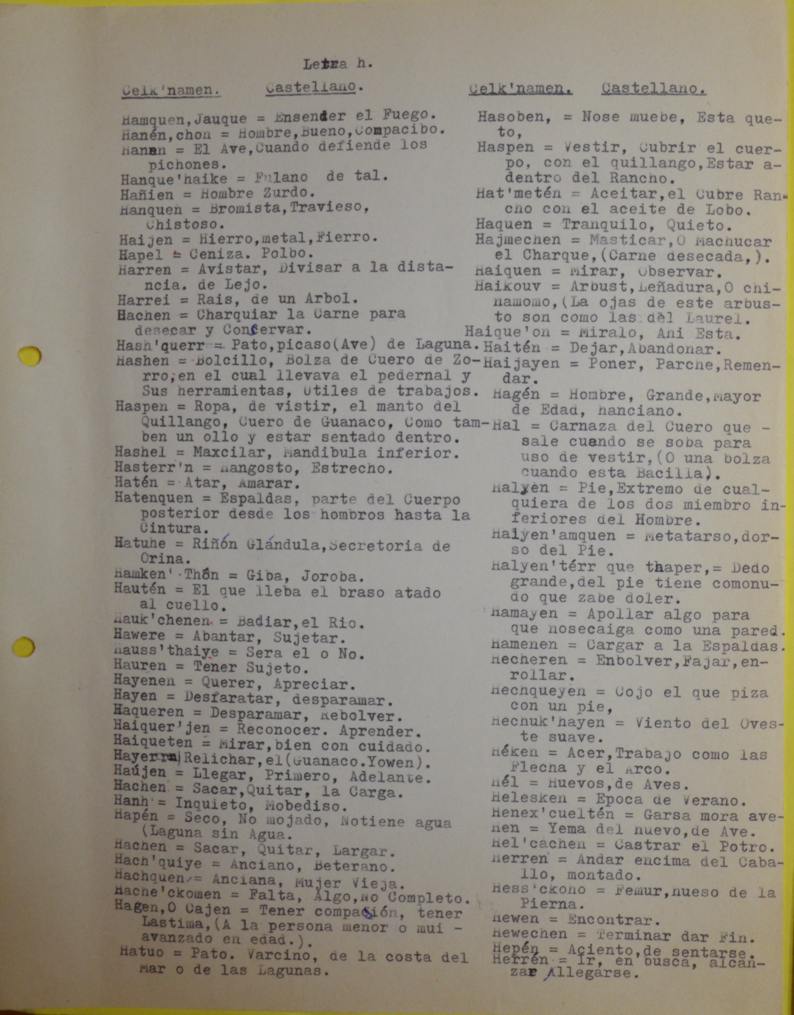 Letra h.
Celk'namen. Castellano.
Hamquen,Jauque = Ensender el Fuego.
Hanén,chon = Hombre,Bueno,Compacibo.
Hanan = El Ave,Cuando defiende los
pichones.
Hanque'haike = Fulano de tal.
Hañien = Hombre Zurdo.
Hanquen = Bromista,Travieso,
Chistoso.
Haijen = Hierro,metal,Fierro.
Hapel = Ceniza. Polbo.
Harren = Avistar, Divisar a la dista-
ncia. de Lejo.
Harrei = Rais, de un Arbol.
Hachen = Charquiar la Carne para
desecar y Conservar.
Hash'querr = Pato,picaso(Ave) de Laguna.
Hashen = Bolcillo, Bolza de Cuero de Zo-
rro,en el cual llevava el pedernal y
Sus herramientas, Utiles de trabajos.
Haspen = Ropa, de vistir, el manto del
Quillango, Cuero de Guanaco, Como tam-
ben un ollo y estar sentado dentro.
Hashel = Maxcilar, Mandibula inferior.
Hasterr'n = Mangosto, Estrecho.
Hatén = Atar, Amarar.
Hatenquen = Espaldas, parte del Cuerpo
posterior desde los hombros hasta la
Cintura.
Hatuhe = Riñón Glándula,Secretoria de
Orina.
Hamken' Thón = Giba, Joroba.
Hautén = El que lleba el braso atado
al cuello.
Hauk'chenen = Badiar,el Rio.
Hawere = Abantar, Sujetar.
Hauss'thaiye = Sera el o No.
Hauren = Tener Sujeto.
Hayenen = Querer, Apreciar.
Hayen = Desfaratar, desparamar.
Haqueren = Desparamar, Rebolver.
Haiquer'jen = Reconocer. Aprender.
Haiqueten = Mirar,bien con cuidado.
Hayerra,Relichar,el(Guanaco.Yowen).
Haújen = Llegar, Primero, Adelante.
Hachen = Sacar,Quitar, la Carga.
Hanh = Inquieto, Mobediso.
Hapén = Seco, No mojado, Notiene agua
(Laguna sin Agua.
Hachen = Sacar, Quitar, Largar.
Hach'quiye = Anciano, Beterano.
Hachquen = Anciana, Mujer Vieja.
Hache'ckomen = Falta, Algo,No Completo.
Hagen,O Cajen = Tener compasión, tener
Lastima,(A la persona menor o mui -
avanzado en edad.).
Hatuo = Pato. Varcino, de la costa del
Mar o de las Lagunas.
Celk'namen. Castellano.
Hasoben, = Nose muebe, Esta que-
to,
Haspen = Vestir, Cubrir el cuer-
po, con el quillango,Estar a-
dentro del Rancho.
Hat'metén = Aceitar,el Cubre Ran-
cho con el aceite de Lobo.
Haquen = Tranquilo, Quieto.
Hajmechen = Masticar,O Machucar
el Charque,(Carne desecada,).
Haiquen = Mirar, Observar.
Haikouv = Arbust,Leñadura,O chi-
namomo,(La ojas de este arbus-
to son como las del Laurel.
Haique'on = Miralo, Ahi Esta.
Haitén = Dejar,Abandonar.
Haijayen = Poner, Parche,Remen-
dar.
Hagén = Hombre, Grande,Mayor
de Edad, hanciano.
Hal = Carnaza del Cuero que -
sale cuando se soba para
uso de vestir,(O una bolza
cuando esta Bacilla).
Halyen = Pie,Extremo de cual-
quiera de los dos miembro in-
feriores del Hombre.
Halyen'amquen = Metatarso,dor-
so del Pie.
Halyen'térr que thaper,= Dedo
grande,del pie tiene comonu-
do que zabe doler.
Hamayen = Apollar algo para
que nosecaiga como una pared.
Hamenen = Cargar a la Espaldas.
Hecheren = Enbolver,Fajar,en-
rollar.
Hechqueyen = Cojo el que piza
con un pie,
Hechuk'hayen = Viento del Oves-
te suave.
Héken = Acer,Trabajo como las
Flecha y el Arco.
Hél = Huevos,de Aves.
Helesken = Epoca de Verano.
Henex'cueltén = Garsa mora ave-
Hen = Yema del huevo,de Ave.
Hel'cachen = Castrar el Potro.
Herren = Andar encima del Caba-
llo, montado.
Hess'ckono = Femur,hueso de la
Pierna.
Hewen = Encontrar.
Hewechen = Terminar dar Fin.
Hepén = Aciento,de sentarse.
Herrén = Ir, en busca, alcan-
zar Allegarse.